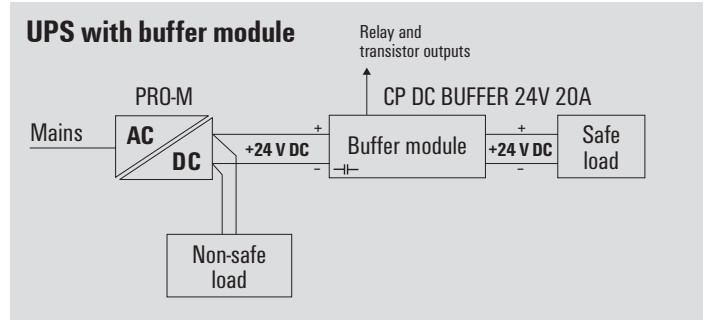 UPS with buffer module
Relay and
transistor outputs
PRO-M
CP DC BUFFER 24V 20A
Mains
AC
DC
+
+24 V DC
–
Buffer module
+
+24 V DC
–
Safe
load
Non-safe
load